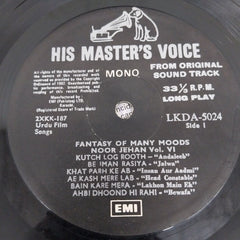 HIS MASTER'S VOICE
MONO
FROM ORIGINAL
SOUND TRACK
33⅓ R.P.M.
LONG PLAY
2XKK-187
Urdu Film
Songs
LKDA-5024
Side 1
FANTASY OF MANY MOODS
NOOR JEHAN Vol. VI
KUTCH LOG ROOTH – "Andaleeb"
BE IMAN RASIYA – "Jalwa"
KHAT PARH KE AB – "Imam Aur Andmi"
AE KASH MERE LAB – "Head Constable"
BAIN KARE MERA – "Lakhon Main Ek"
AHBI DHOOND HI RAHI – "Bewafa"
EMI